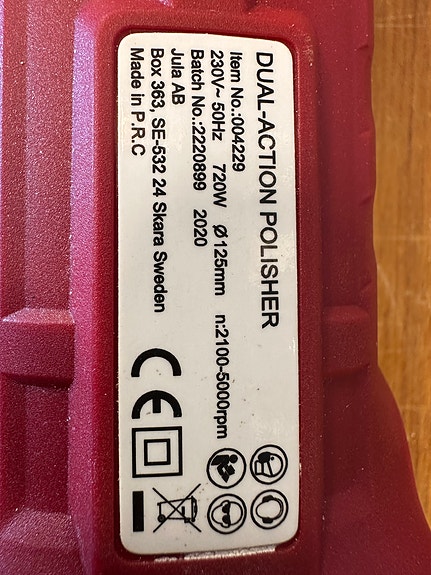 DUAL-ACTION POLISHER
Item No.:004229
230V~ 50Hz 720W Ø125mm n:2100-5000rpm
Batch No.:2220899 2020
Jula AB
Box 363, SE-532 24 Skara Sweden
Made in P.R.C
CE